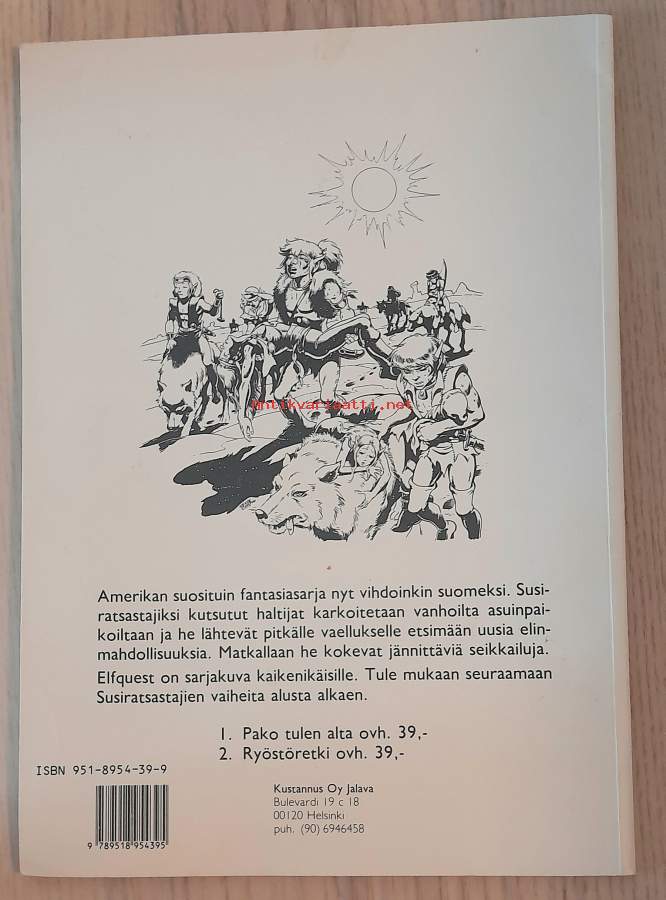 antikvariaatti.net
Amerikan suosituin fantasiasarja nyt vihdoinkin suomeksi. Susi-
ratsastajiksi kutsutut haltijat karkoitetaan vanhoilta asuinpai-
koiltaan ja he lähtevät pitkälle vaellukselle etsimään uusia elin-
mahdollisuuksia. Matkallaan he kokevat jännittäviä seikkailuja.
Elfquest on sarjakuva kaikenikäisille. Tule mukaan seuraamaan
Susiratsastajien vaiheita alusta alkaen.
1. Pako tulen alta ovh. 39,-
2. Ryöstöretki ovh. 39,-
ISBN 951-8954-39-9
9 789518 954395
Kustannus Oy Jalava
Bulevardi 19 c 18
00120 Helsinki
puh. (90) 6946458